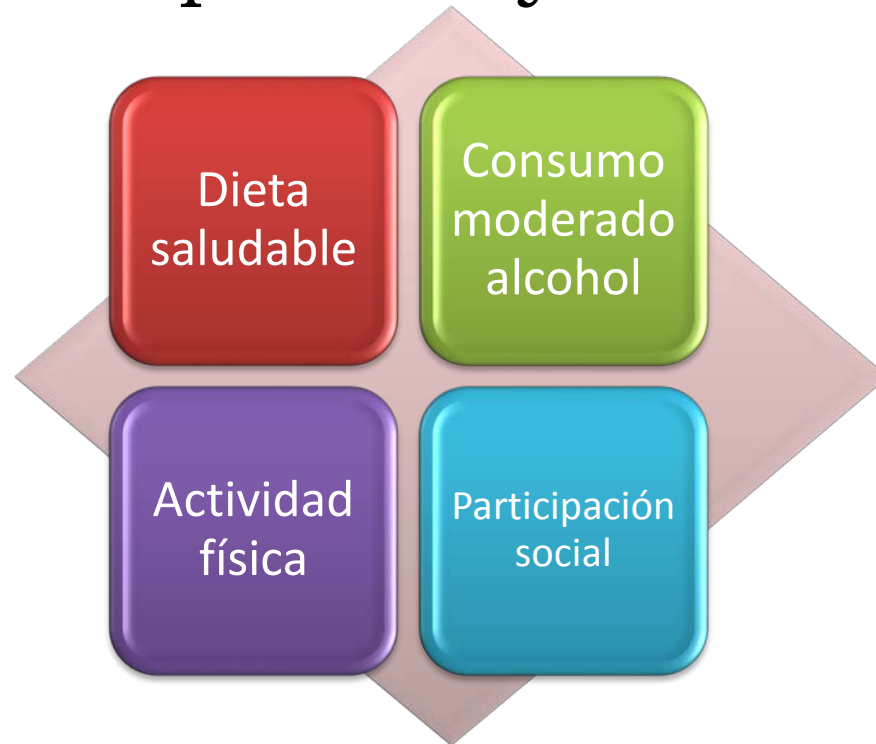 Dieta
saludable
Consumo
moderado
alcohol
Actividad
física
Participación
social